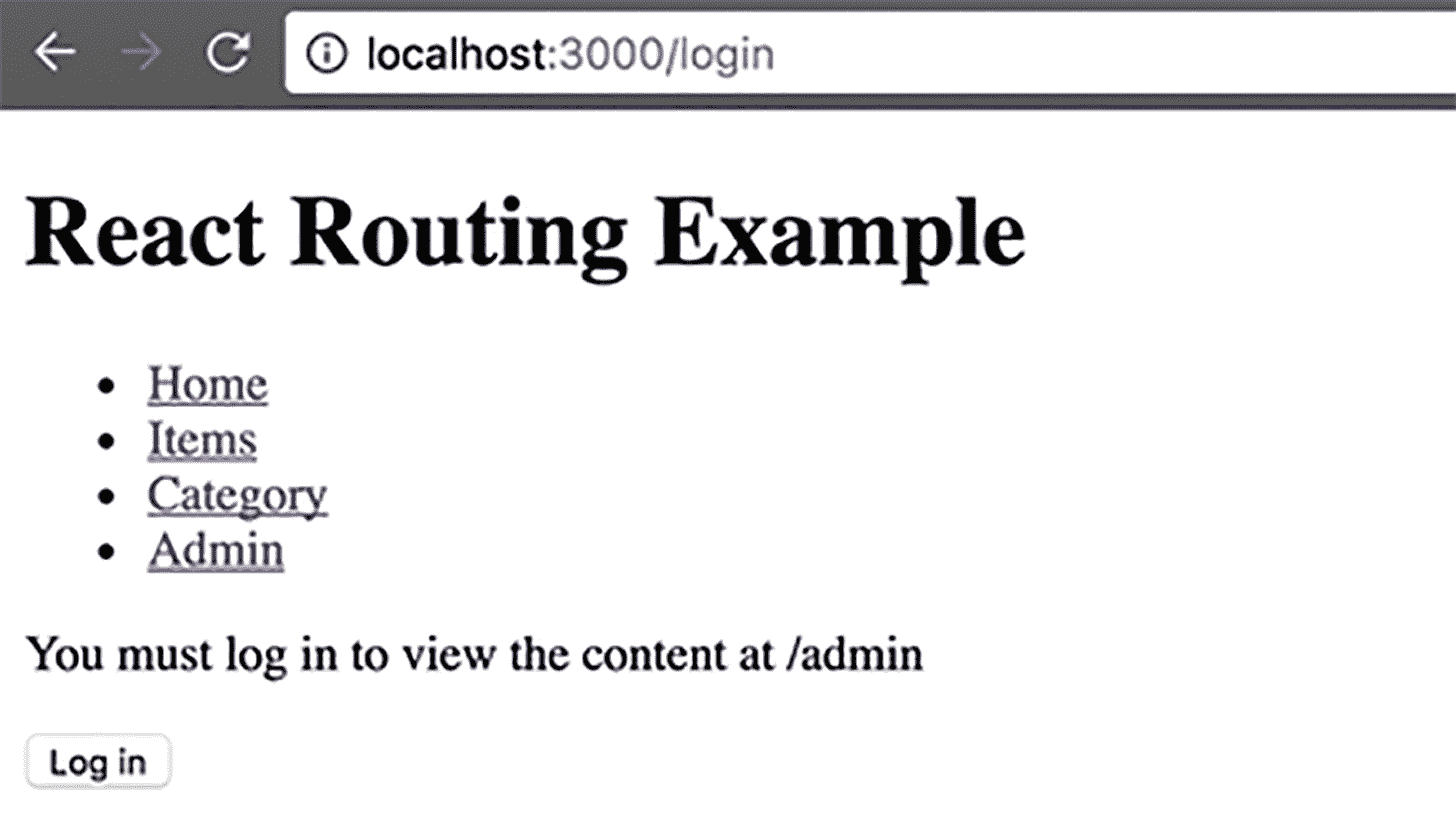 localhost:3000/login
React Routing Example
Home
Items
Category
Admin
You must log in to view the content at /admin
Log in